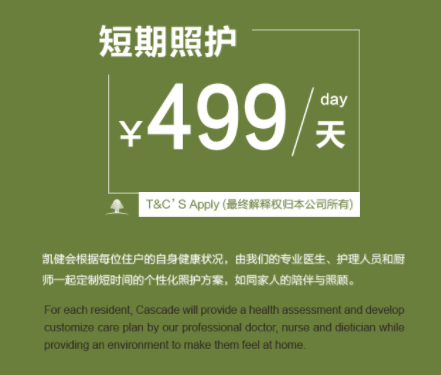 短期照护
¥499/day
天
T&C'S Apply (最终解释权归本公司所有)
凯健会根据每位住户的自身健康状况，由我们的专业医生、护理人员和厨
师一起定制短时间的个性化照护方案，如同家人的陪伴与照顾。
For each resident, Cascade will provide a health assessment and develop
customize care plan by our professional doctor, nurse and dietician while
providing an environment to make them feel at home.